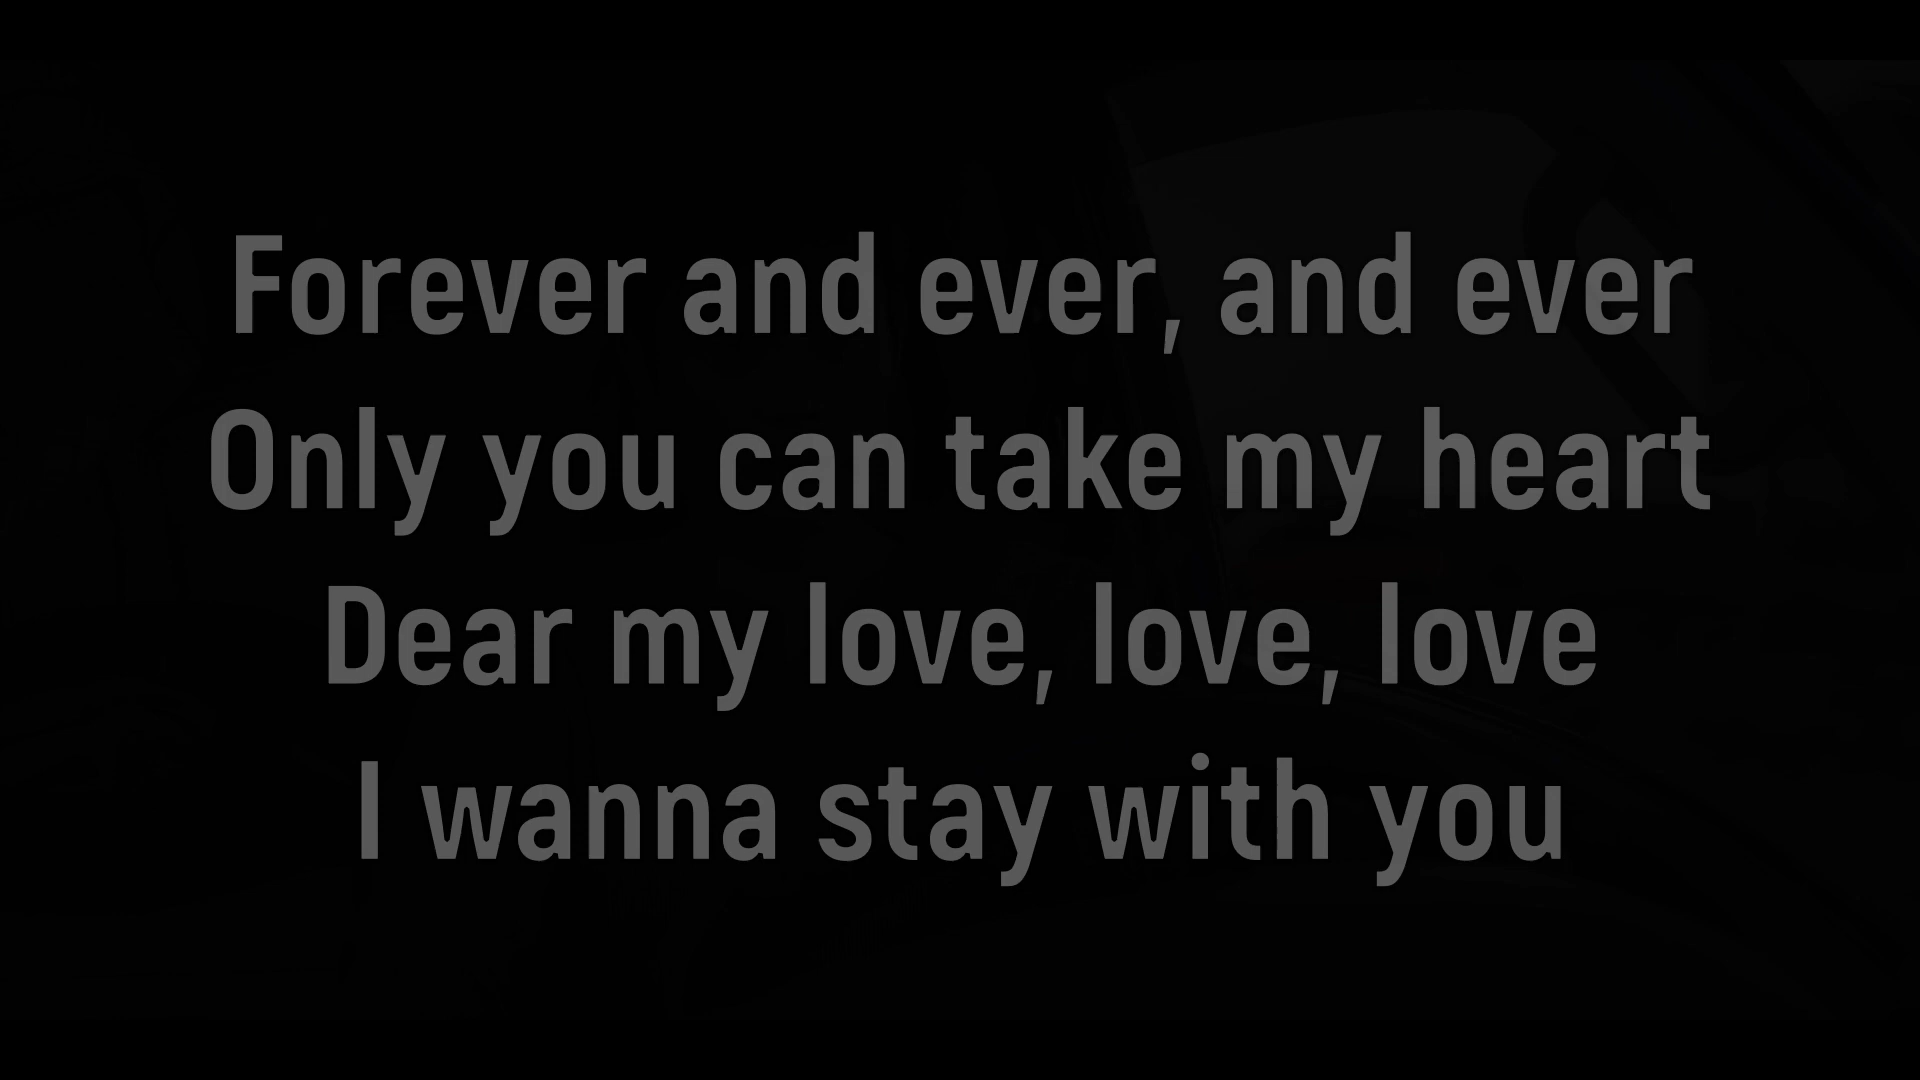 Forever and ever, and ever
Only you can take my heart
Dear my love, love, love
I wanna stay with you